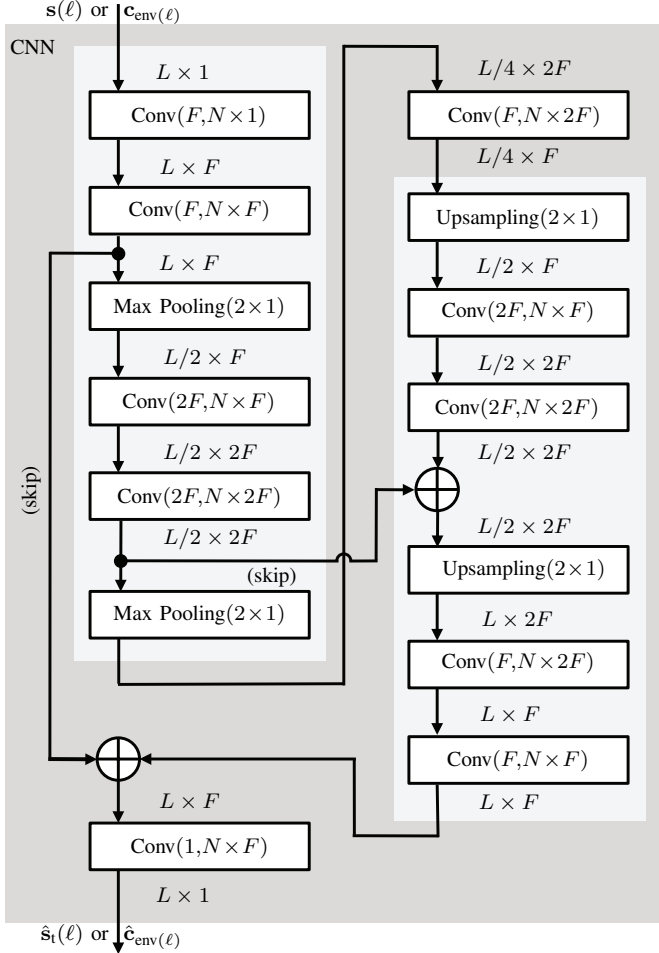 s(ℓ) or c_env(ℓ)
CNN
L × 1
Conv(F,N×1)
L × F
Conv(F,N×F)
L × F
Max Pooling(2×1)
L/2 × F
Conv(2F,N×F)
L/2 × 2F
Conv(2F,N×2F)
L/2 × 2F
(skip)
Max Pooling(2×1)
(skip)
L/4 × 2F
Conv(F,N×2F)
L/4 × F
Upsampling(2×1)
L/2 × F
Conv(2F,N×F)
L/2 × 2F
Conv(2F,N×2F)
L/2 × 2F
L/2 × 2F
Upsampling(2×1)
L × 2F
Conv(F,N×2F)
L × F
Conv(F,N×F)
L × F
L × F
Conv(1,N×F)
L × 1
ŝ_t(ℓ) or ĉ_env(ℓ)